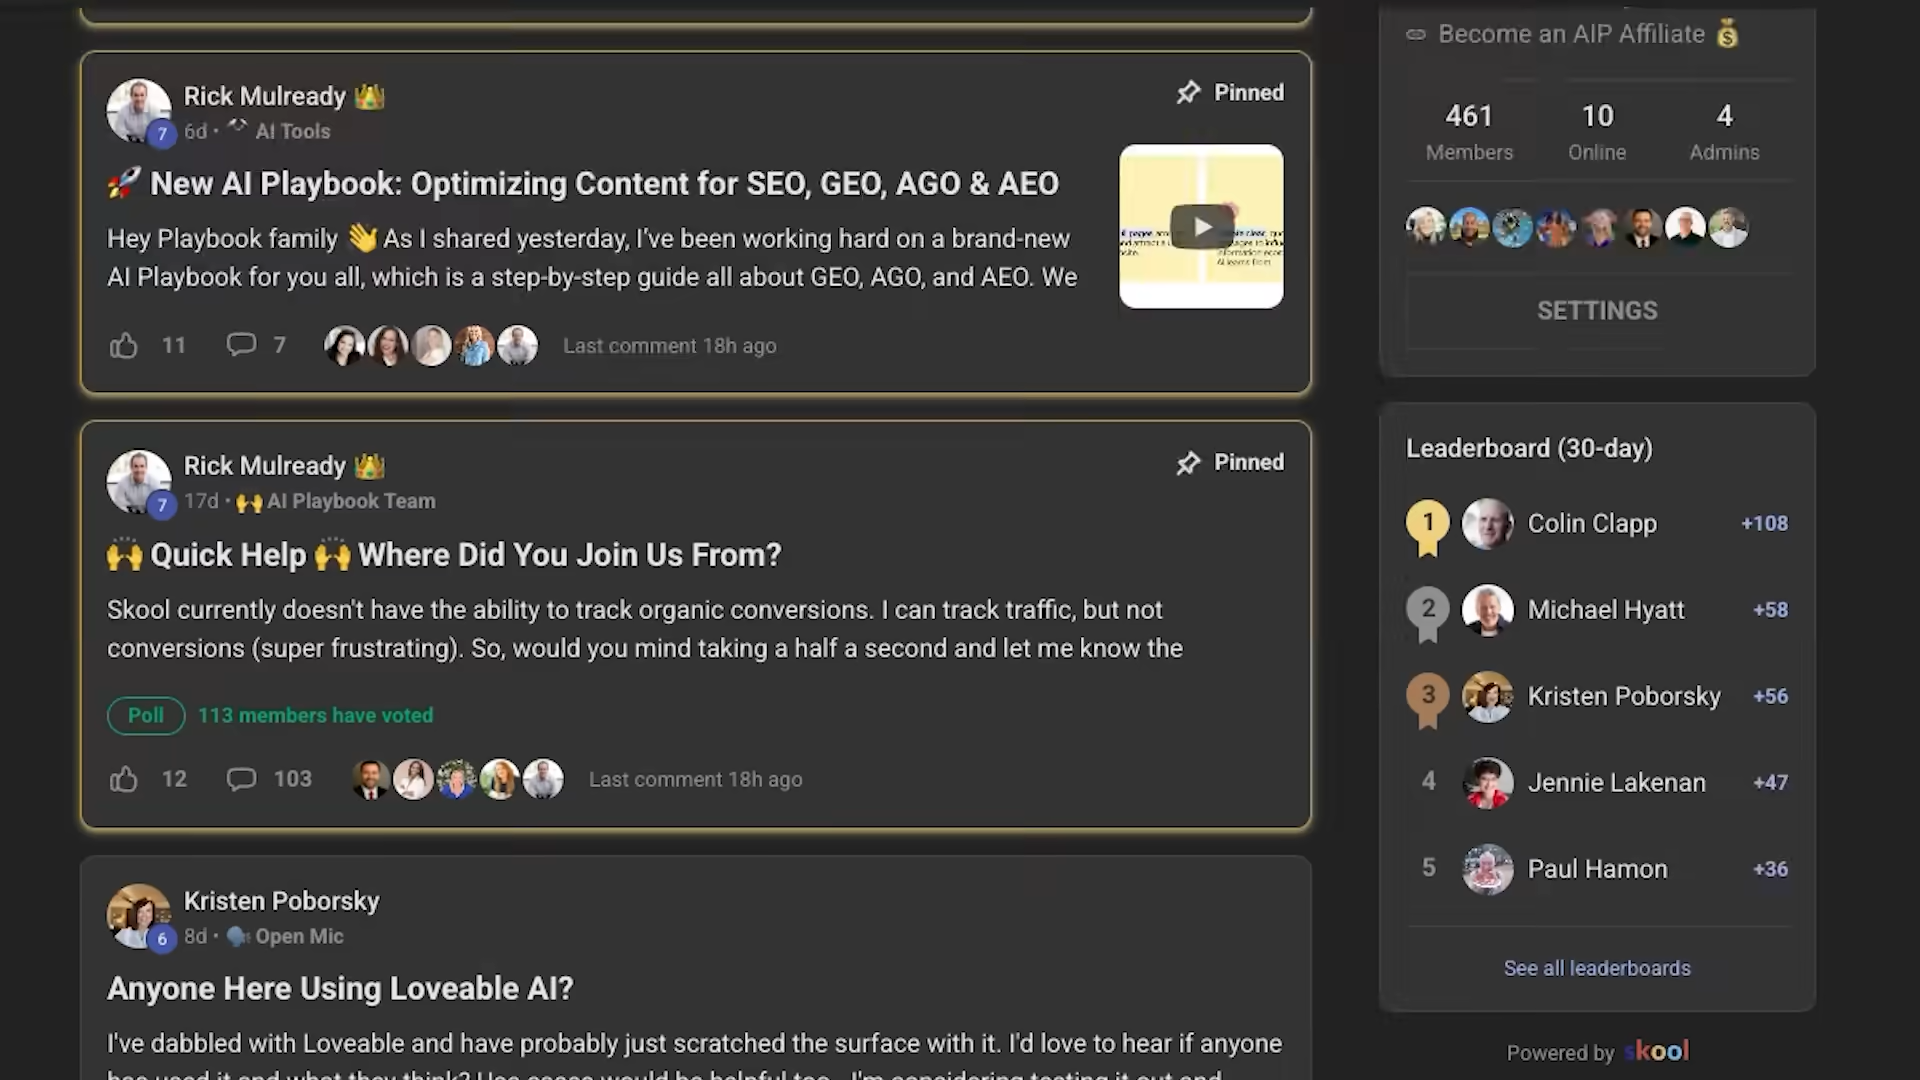 Rick Mulready 👑
7
6d • AI Tools
Pinned
🚀 New AI Playbook: Optimizing Content for SEO, GEO, AGO & AEO
Hey Playbook family 👋 As I shared yesterday, I've been working hard on a brand-new
AI Playbook for you all, which is a step-by-step guide all about GEO, AGO, and AEO. We
11
7
Last comment 18h ago
Rick Mulready 👑
7
17d • 🙌 AI Playbook Team
Pinned
🙌 Quick Help 🙌 Where Did You Join Us From?
Skool currently doesn't have the ability to track organic conversions. I can track traffic, but not
conversions (super frustrating). So, would you mind taking a half a second and let me know the
Poll
113 members have voted
12
103
Last comment 18h ago
Kristen Poborsky
6
8d • 🗣️ Open Mic
Anyone Here Using Loveable AI?
I've dabbled with Loveable and have probably just scratched the surface with it. I'd love to hear if anyone
Become an AIP Affiliate 💰
461 10 4
Members Online Admins
SETTINGS
Leaderboard (30-day)
1 Colin Clapp +108
2 Michael Hyatt +58
3 Kristen Poborsky +56
4 Jennie Lakenan +47
5 Paul Hamon +36
See all leaderboards
Powered by skool